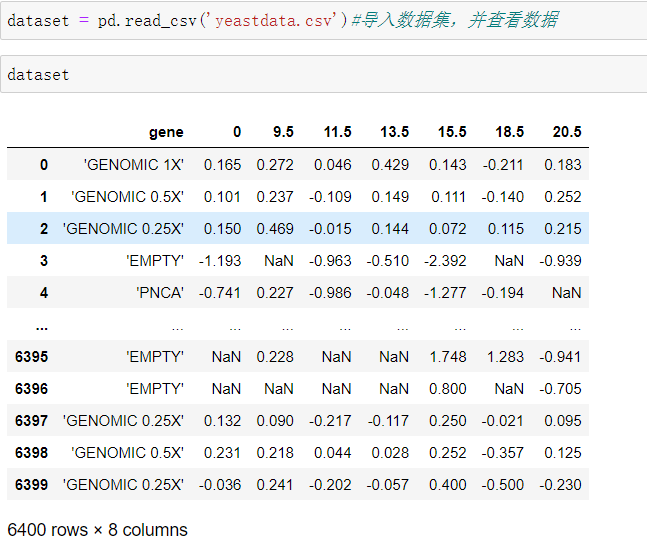 dataset = pd.read_csv('yeastdata.csv')#导入数据集，并查看数据
dataset
gene 0 9.5 11.5 13.5 15.5 18.5 20.5
0 'GENOMIC 1X' 0.165 0.272 0.046 0.429 0.143 -0.211 0.183
1 'GENOMIC 0.5X' 0.101 0.237 -0.109 0.149 0.111 -0.140 0.252
2 'GENOMIC 0.25X' 0.150 0.469 -0.015 0.144 0.072 0.115 0.215
3 'EMPTY' -1.193 NaN -0.963 -0.510 -2.392 NaN -0.939
4 'PNCA' -0.741 0.227 -0.986 -0.048 -1.277 -0.194 NaN
... ... ... ... ... ... ... ... ...
6395 'EMPTY' NaN 0.228 NaN NaN 1.748 1.283 -0.941
6396 'EMPTY' NaN NaN NaN NaN 0.800 NaN -0.705
6397 'GENOMIC 0.25X' 0.132 0.090 -0.217 -0.117 0.250 -0.021 0.095
6398 'GENOMIC 0.5X' 0.231 0.218 0.044 0.028 0.252 -0.357 0.125
6399 'GENOMIC 0.25X' -0.036 0.241 -0.202 -0.057 0.400 -0.500 -0.230
6400 rows × 8 columns